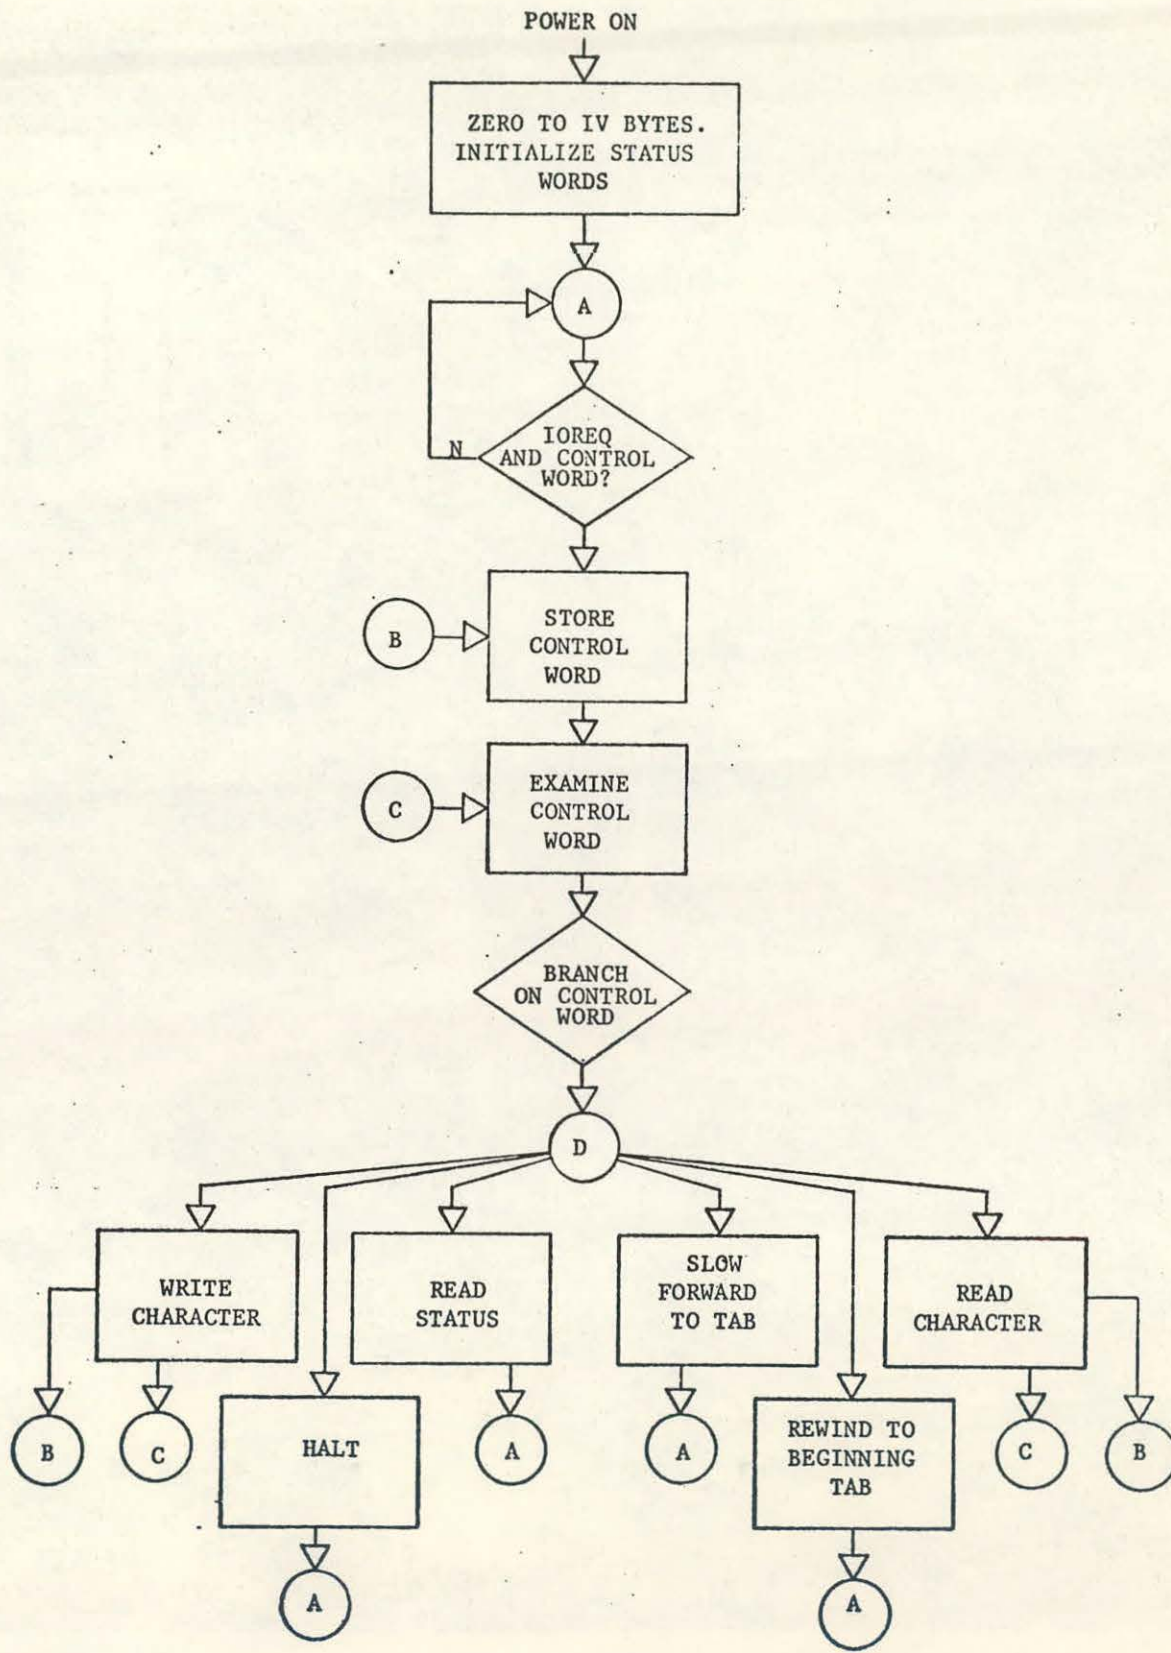 POWER ON
ZERO TO IV BYTES.
INITIALIZE STATUS
WORDS
A
IOREQ
AND CONTROL
WORD?
N
STORE
CONTROL
WORD
B
EXAMINE
CONTROL
WORD
C
BRANCH
ON CONTROL
WORD
D
WRITE
CHARACTER
READ
STATUS
SLOW
FORWARD
TO TAB
READ
CHARACTER
B
C
HALT
A
A
REWIND TO
BEGINNING
TAB
C
B
A
A